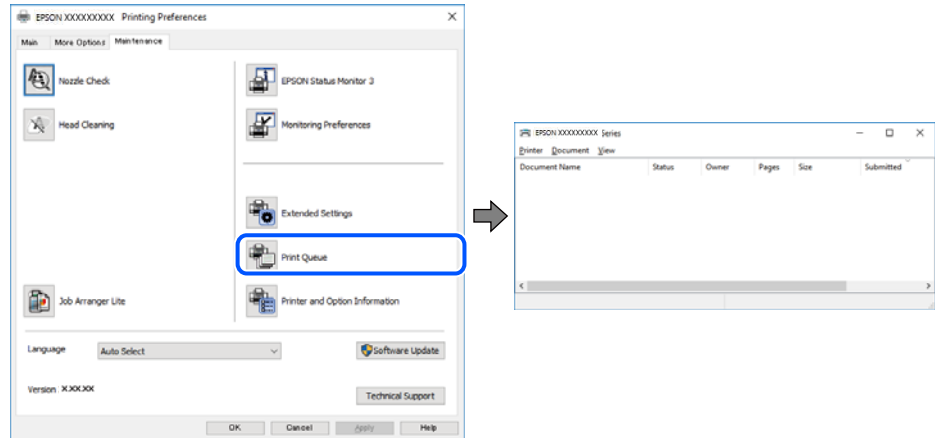 EPSON XXXXXXXXX Printing Preferences
Main More Options Maintenance
Nozzle Check
EPSON Status Monitor 3
Head Cleaning
Monitoring Preferences
Extended Settings
Print Queue
Job Arranger Lite
Printer and Option Information
Language Auto Select
Software Update
Version X.XX.XX
Technical Support
OK Cancel Apply Help
EPSON XXXXXXXXX Series
Printer Document View
Document Name Status Owner Pages Size Submitted